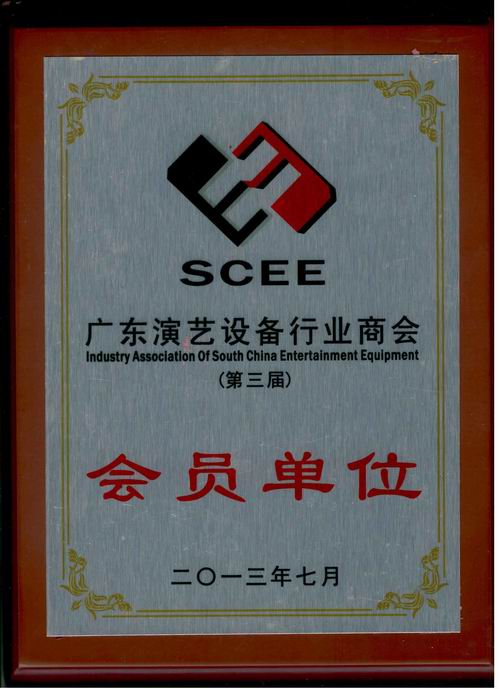 SCEE
广东演艺设备行业商会
Industry Association Of South China Entertainment Equipment
(第三届)
会员单位
二〇一三年七月